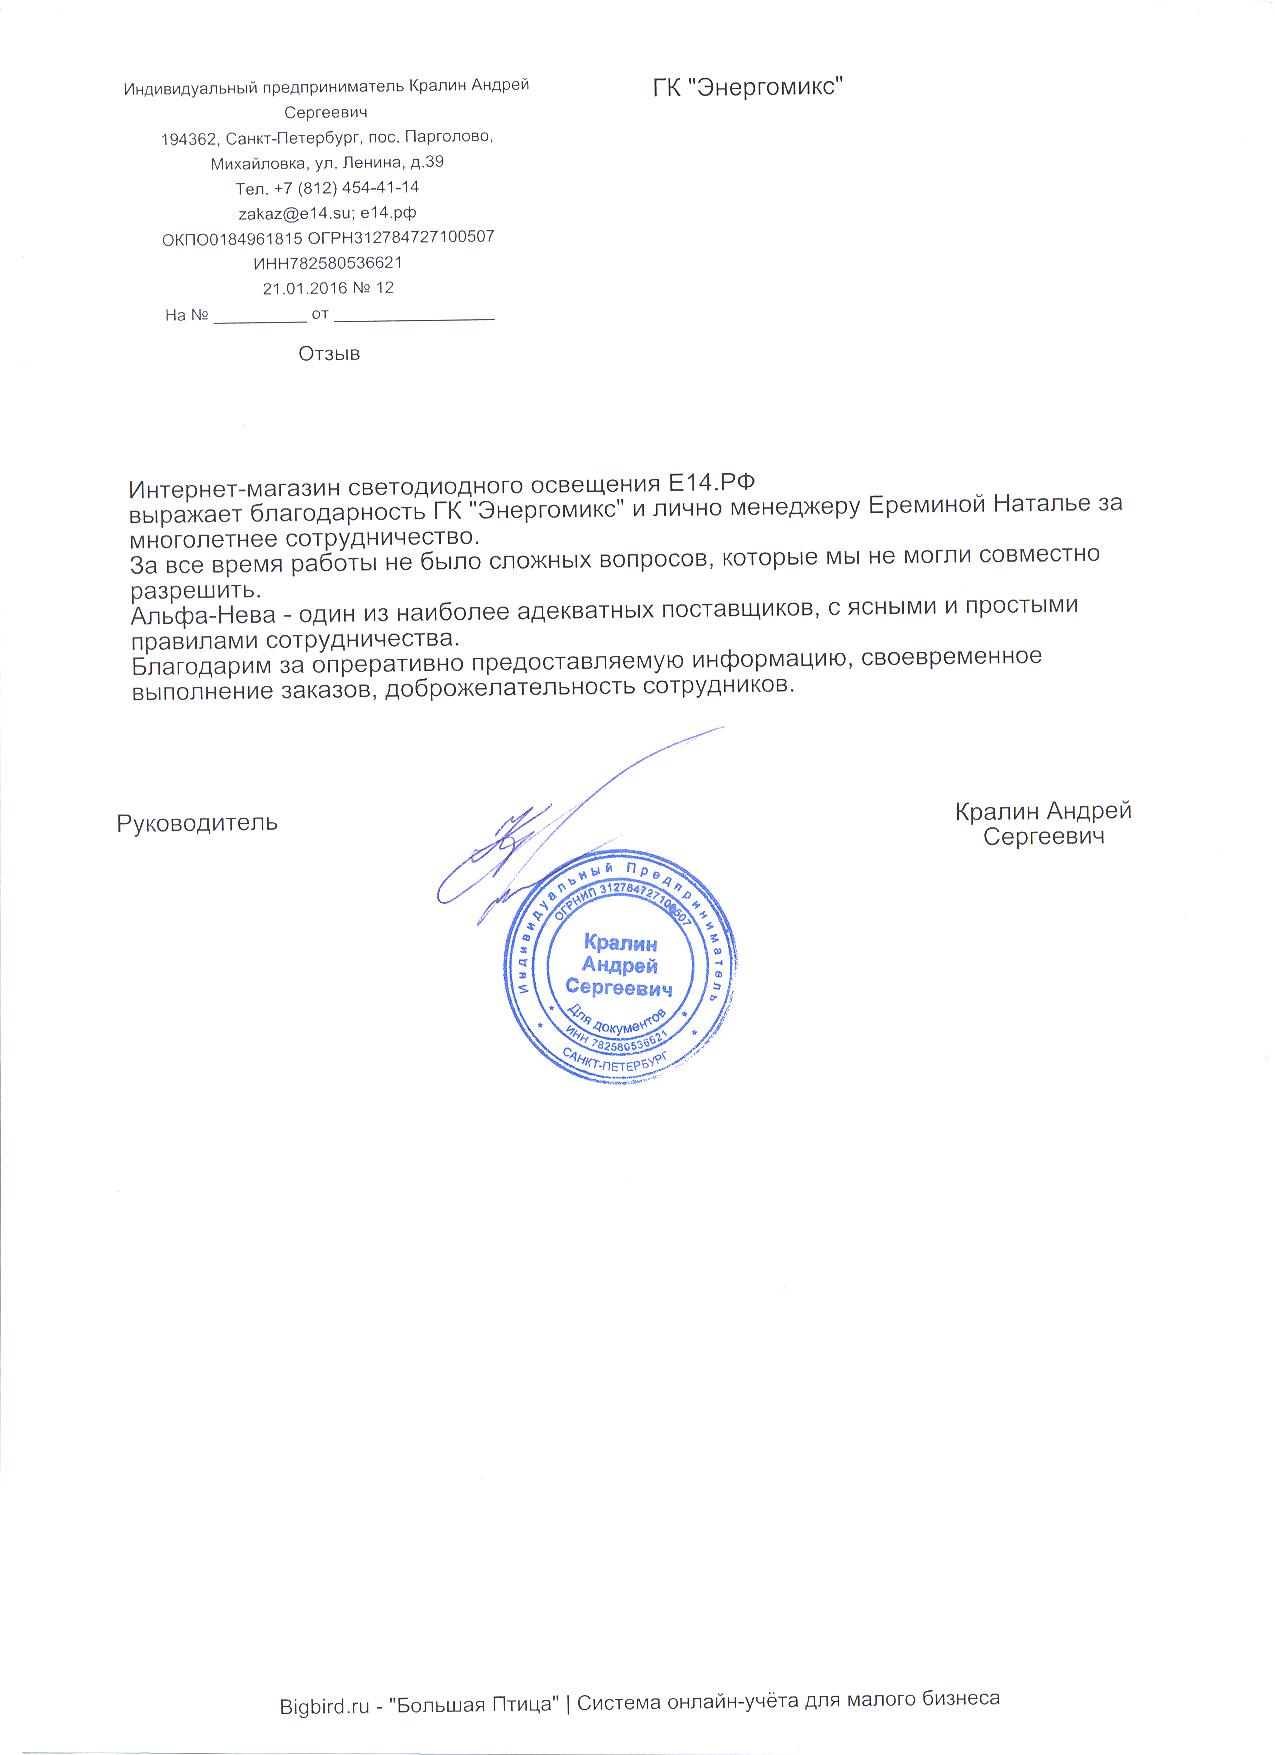 Индивидуальный предприниматель Кралин Андрей
Сергеевич
194362, Санкт-Петербург, пос. Парголово,
Михайловка, ул. Ленина, д.39
Тел. +7 (812) 454-41-14
zakaz@e14.su; е14.рф
ОКПО0184961815 ОГРН312784727100507
ИНН782580536621
21.01.2016 № 12
На № __________ от _________________
Отзыв
ГК "Энергомикс"
Интернет-магазин светодиодного освещения Е14.РФ
выражает благодарность ГК "Энергомикс" и лично менеджеру Ереминой Наталье за
многолетнее сотрудничество.
За все время работы не было сложных вопросов, которые мы не могли совместно
разрешить.
Альфа-Нева - один из наиболее адекватных поставщиков, с ясными и простыми
правилами сотрудничества.
Благодарим за опреративно предоставляемую информацию, своевременное
выполнение заказов, доброжелательность сотрудников.
Руководитель
Кралин Андрей
Сергеевич
Индивидуальный Предприниматель
ОГРНИП 312784727100507
Кралин
Андрей
Сергеевич
Для документов
ИНН 782580536621
САНКТ-ПЕТЕРБУРГ
Bigbird.ru - "Большая Птица" | Система онлайн-учёта для малого бизнеса